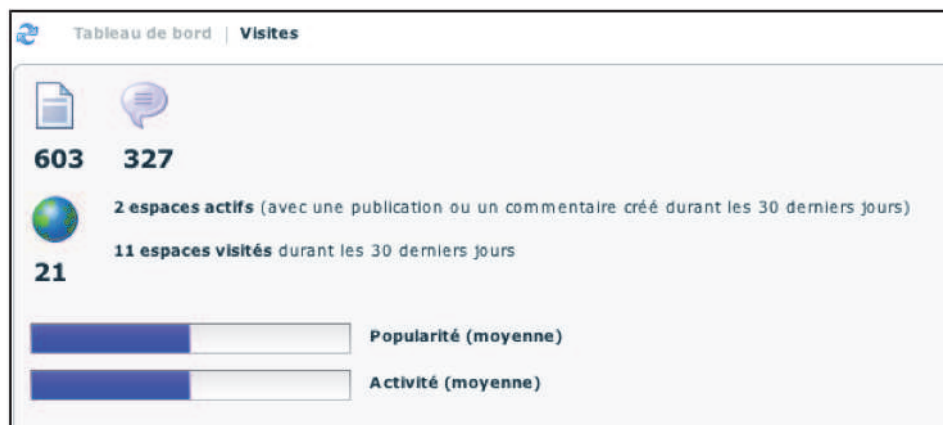 Tableau de bord | Visites
603 327
2 espaces actifs (avec une publication ou un commentaire créé durant les 30 derniers jours)
11 espaces visités durant les 30 derniers jours
21
Popularité (moyenne)
Activité (moyenne)